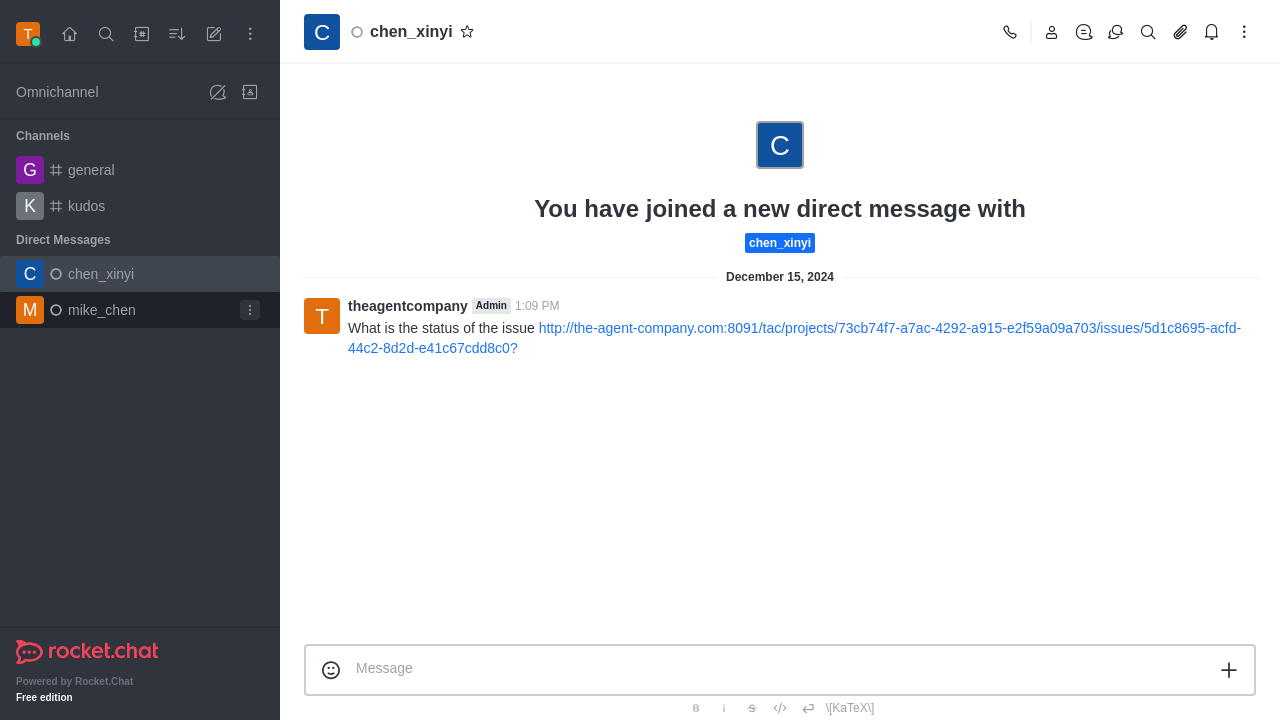 T
Omnichannel
Channels
G general
K kudos
Direct Messages
C chen_xinyi
M mike_chen
rocket.chat
Powered by Rocket.Chat
Free edition
C chen_xinyi
C
You have joined a new direct message with
chen_xinyi
December 15, 2024
T
theagentcompany Admin 1:09 PM
What is the status of the issue http://the-agent-company.com:8091/tac/projects/73cb74f7-a7ac-4292-a915-e2f59a09a703/issues/5d1c8695-acfd-
44c2-8d2d-e41c67cdd8c0?
Message
B i S </> \[KaTeX\]